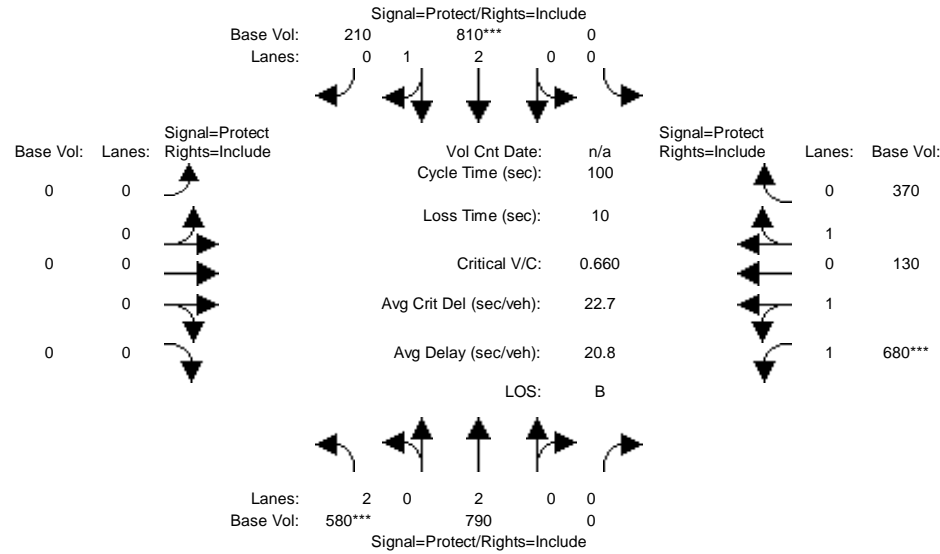 Signal=Protect/Rights=Include
Base Vol: 210 810*** 0
Lanes: 0 1 2 0 0
Signal=Protect
Base Vol: Lanes: Rights=Include
Vol Cnt Date: n/a
Signal=Protect
Rights=Include Lanes: Base Vol:
Cycle Time (sec): 100
0 0
0 370
Loss Time (sec): 10
0
1
0 0
Critical V/C: 0.660
0 130
0
Avg Crit Del (sec/veh): 22.7
1
0 0
Avg Delay (sec/veh): 20.8
1 680***
LOS: B
Lanes: 2 0 2 0 0
Base Vol: 580*** 790 0
Signal=Protect/Rights=Include